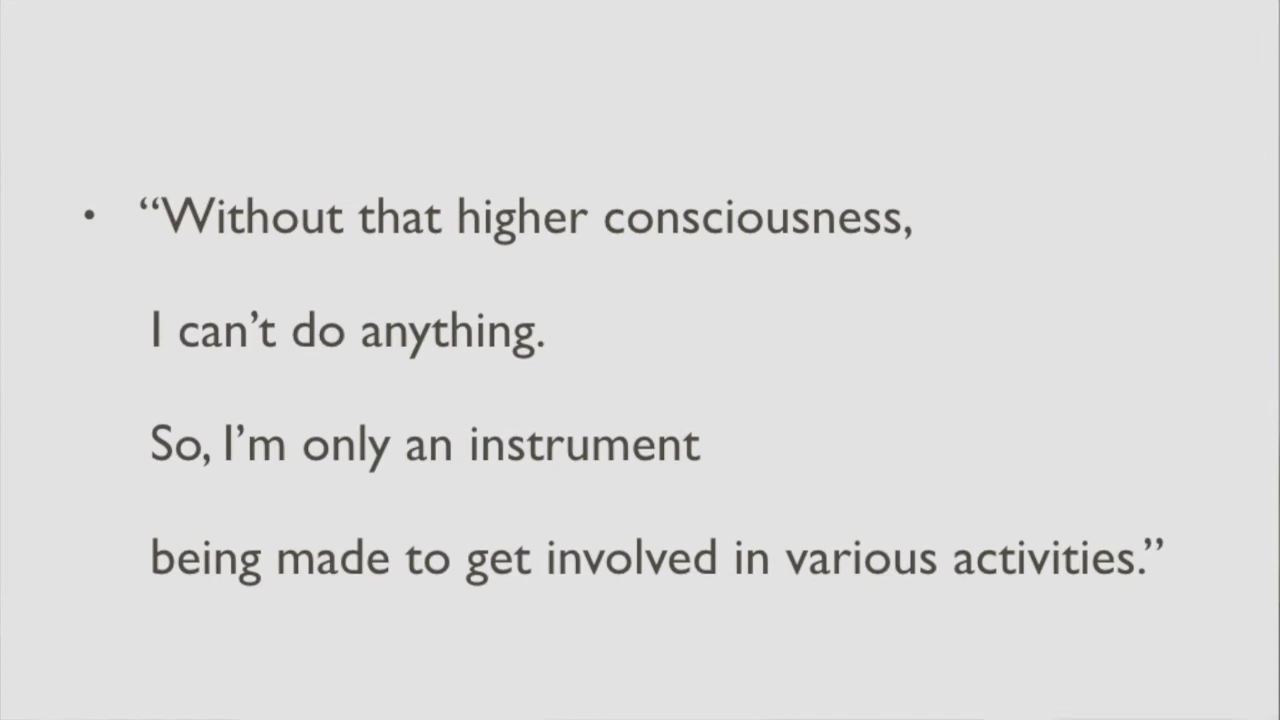 • “Without that higher consciousness,
I can’t do anything.
So, I’m only an instrument
being made to get involved in various activities.”